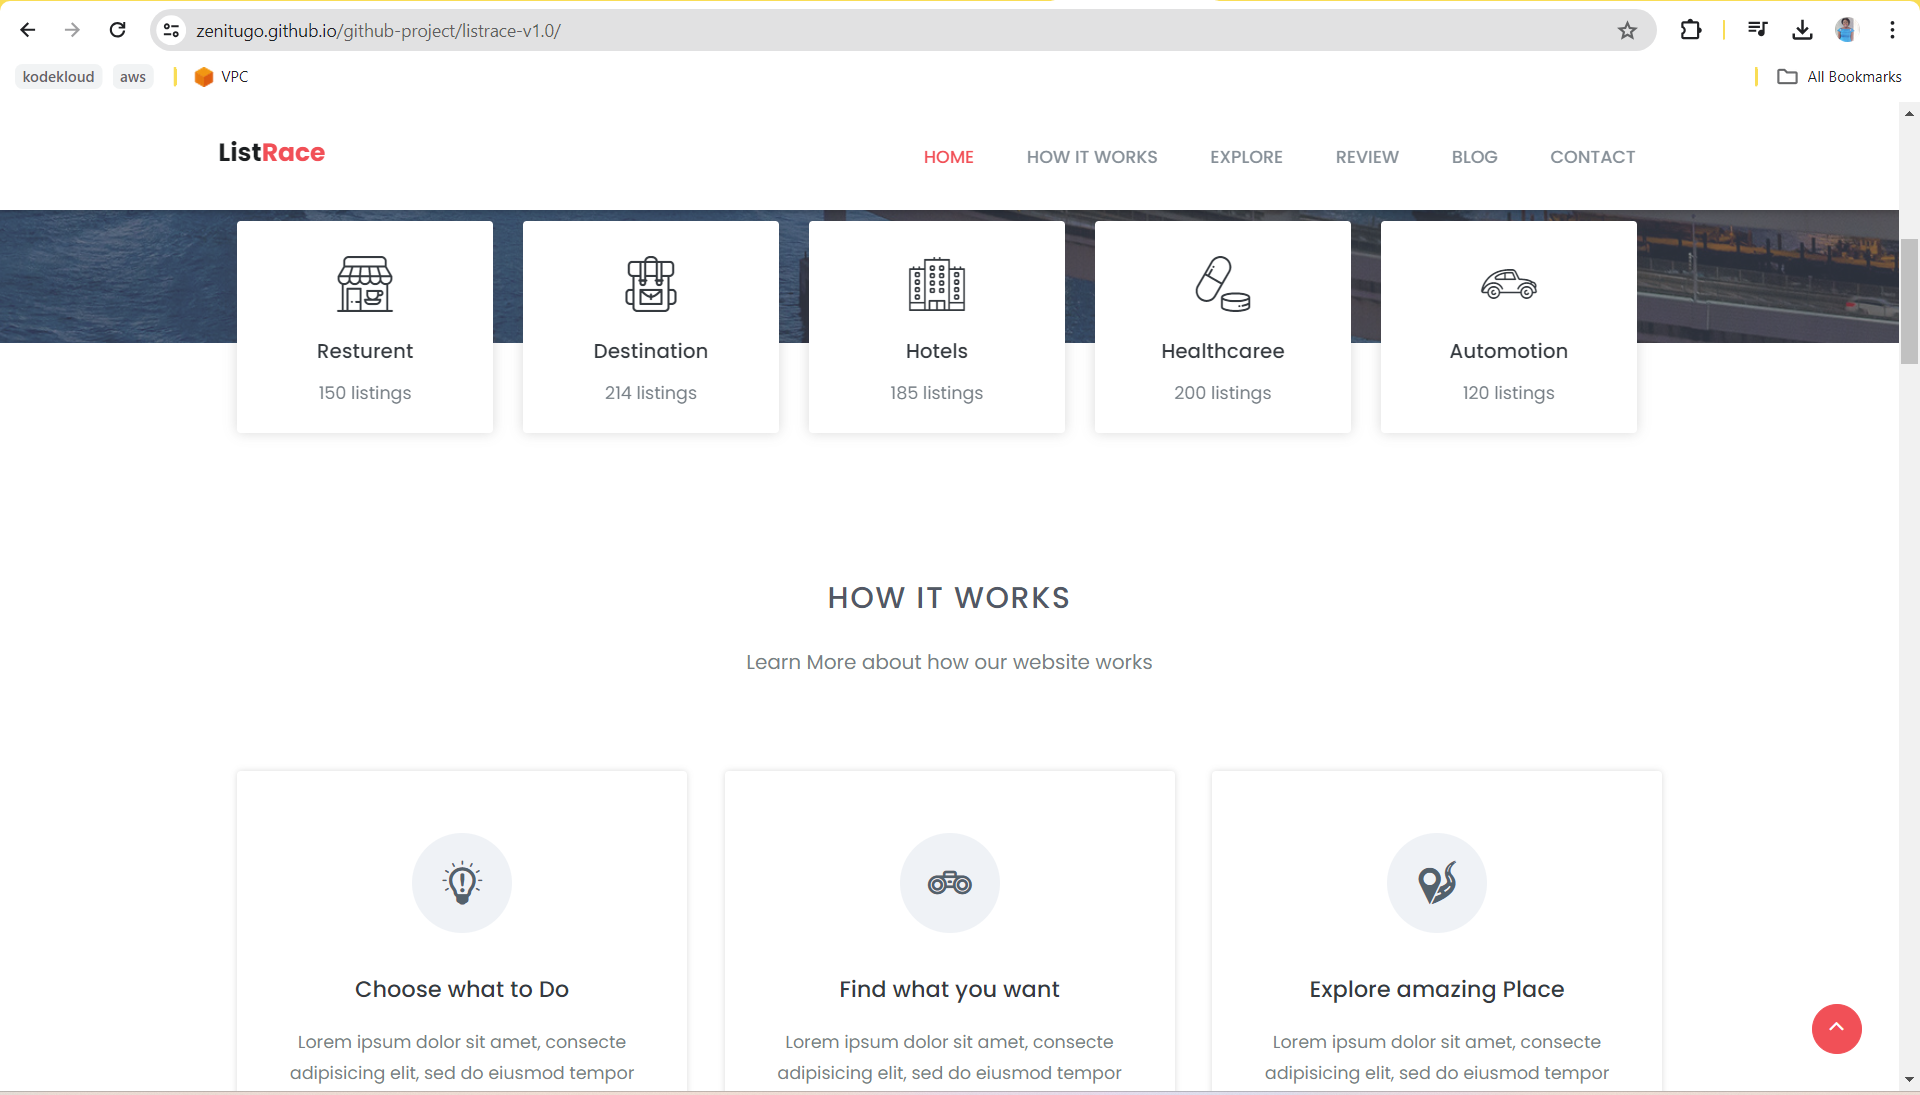 zenitugo.github.io/github-project/listrace-v1.0/
kodekloud aws VPC All Bookmarks
ListRace HOME HOW IT WORKS EXPLORE REVIEW BLOG CONTACT
Resturent Destination Hotels Healthcaree Automotion
150 listings 214 listings 185 listings 200 listings 120 listings
HOW IT WORKS
Learn More about how our website works
Choose what to Do
Lorem ipsum dolor sit amet, consecte
adipisicing elit, sed do eiusmod tempor
Find what you want
Lorem ipsum dolor sit amet, consecte
adipisicing elit, sed do eiusmod tempor
Explore amazing Place
Lorem ipsum dolor sit amet, consecte
adipisicing elit, sed do eiusmod tempor